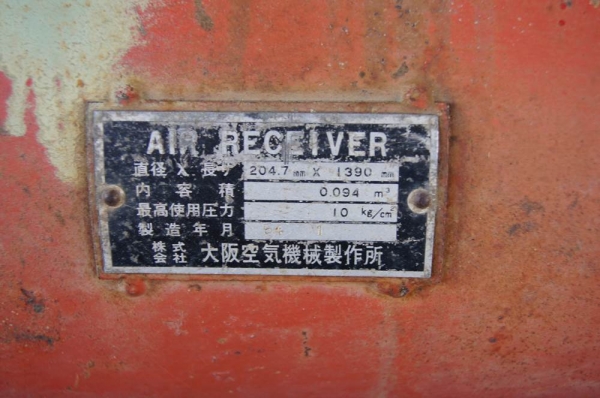 AIR RECEIVER
直径 × 長サ 204.7 mm × 1390 mm
内容積 0.094 m³
最高使用圧力 10 kg/cm²
製造年月
株式会社 大阪空気機械製作所